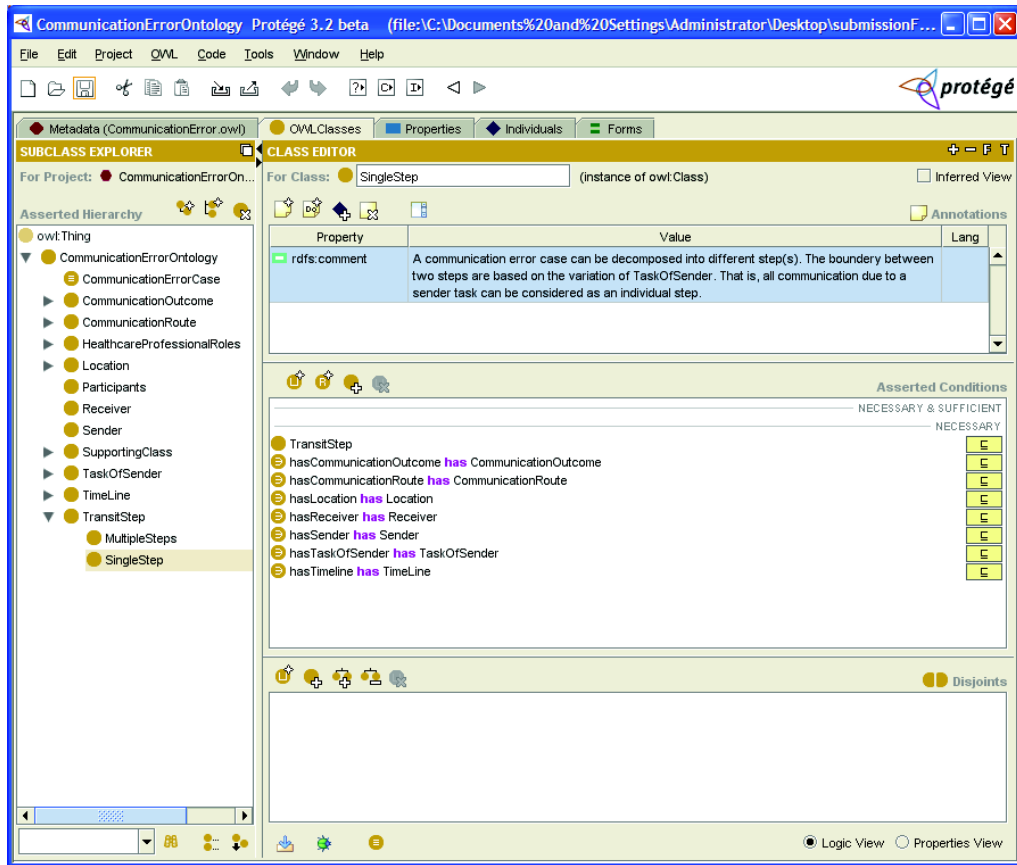 CommunicationErrorOntology Protégé 3.2 beta (file:\C:\Documents%20and%20Settings\Administrator\Desktop\submissionF...
File Edit Project OWL Code Tools Window Help
protégé
Metadata (CommunicationError.owl) OWLClasses Properties Individuals Forms
SUBCLASS EXPLORER
For Project: CommunicationErrorOn...
Asserted Hierarchy
owl:Thing
CommunicationErrorOntology
CommunicationErrorCase
CommunicationOutcome
CommunicationRoute
HealthcareProfessionalRoles
Location
Participants
Receiver
Sender
SupportingClass
TaskOfSender
TimeLine
TransitStep
MultipleSteps
SingleStep
CLASS EDITOR
F T
For Class: SingleStep (instance of owl:Class) Inferred View
Annotations
Property Value Lang
rdfs:comment A communication error case can be decomposed into different step(s). The boundery between
two steps are based on the variation of TaskOfSender. That is, all communication due to a
sender task can be considered as an individual step.
Asserted Conditions
NECESSARY & SUFFICIENT
NECESSARY
TransitStep
hasCommunicationOutcome has CommunicationOutcome
hasCommunicationRoute has CommunicationRoute
hasLocation has Location
hasReceiver has Receiver
hasSender has Sender
hasTaskOfSender has TaskOfSender
hasTimeline has TimeLine
Disjoints
Logic View Properties View